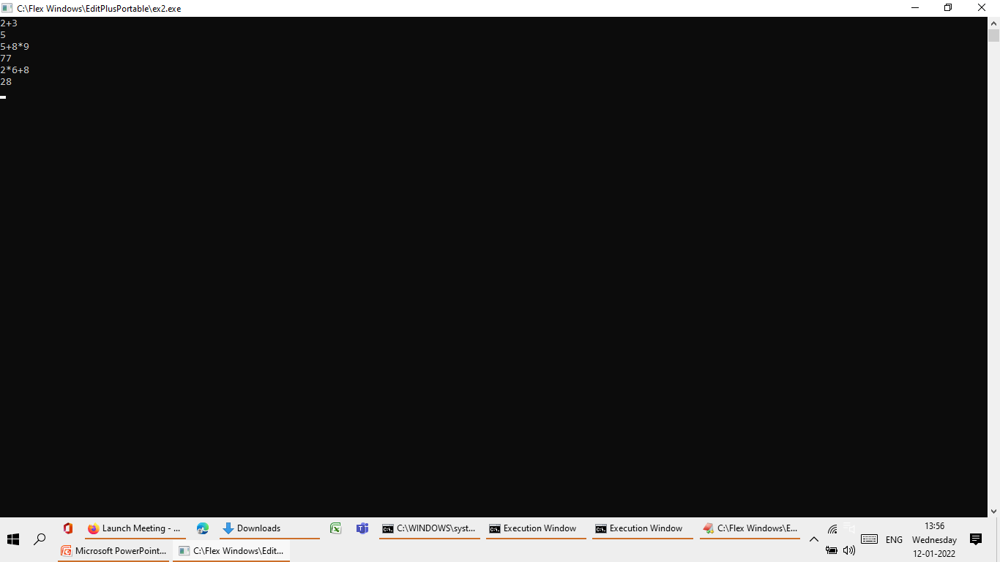 C:\Flex Windows\EditPlusPortable\ex2.exe
2+3
5
5+8*9
77
2*6+8
28
Launch Meeting - ...
Downloads
C:\WINDOWS\syst...
Execution Window
Execution Window
C:\Flex Windows\E...
Microsoft PowerPoint...
C:\Flex Windows\Edit...
ENG
13:56
Wednesday
12-01-2022